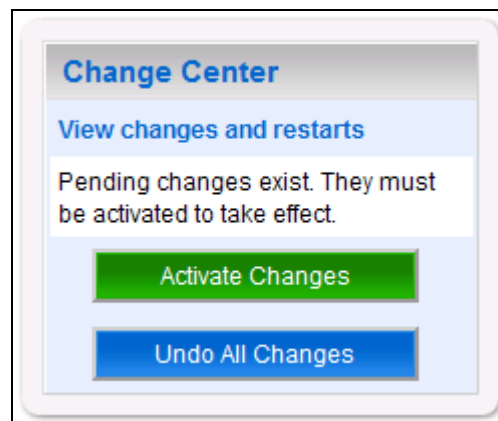 Change Center
View changes and restarts
Pending changes exist. They must
be activated to take effect.
Activate Changes
Undo All Changes